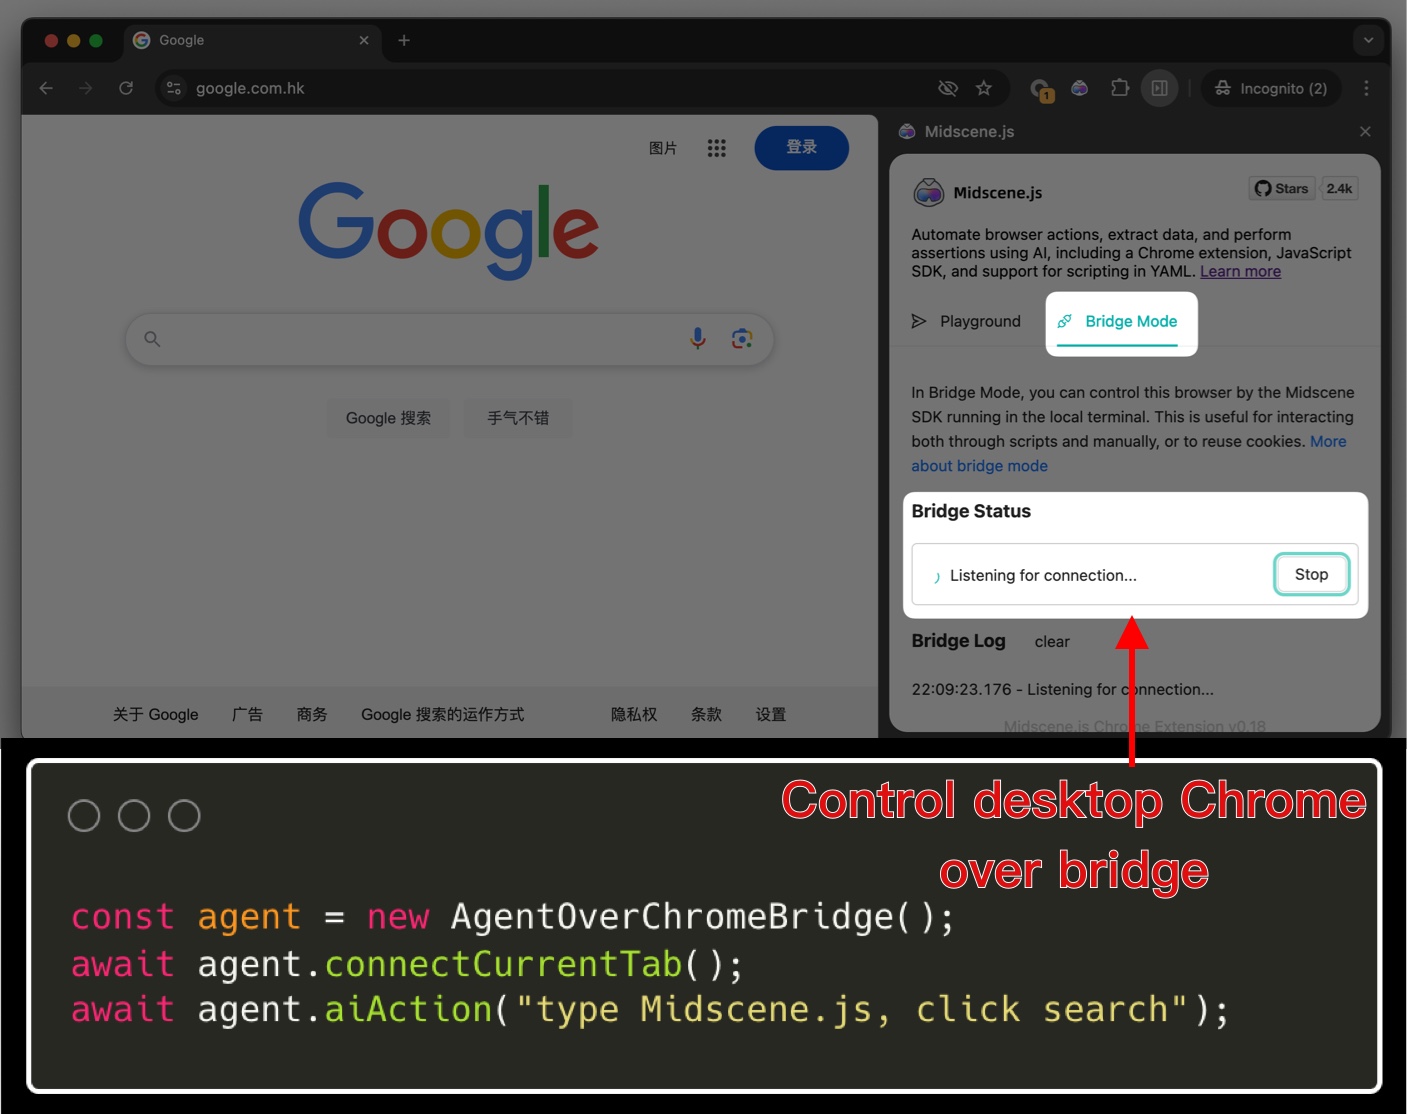 Google
google.com.hk
1
Incognito (2)
图片
登录
Google
Google 搜索
手气不错
关于 Google
广告
商务
Google 搜索的运作方式
隐私权
条款
设置
Midscene.js
Midscene.js
Stars
2.4k
Automate browser actions, extract data, and perform
assertions using AI, including a Chrome extension, JavaScript
SDK, and support for scripting in YAML. Learn more
Playground
Bridge Mode
In Bridge Mode, you can control this browser by the Midscene
SDK running in the local terminal. This is useful for interacting
both through scripts and manually, or to reuse cookies. More
about bridge mode
Bridge Status
Listening for connection...
Stop
Bridge Log
clear
22:09:23.176 - Listening for connection...
Midscene.js Chrome Extension v0.18
Control desktop Chrome
over bridge
const agent = new AgentOverChromeBridge();
await agent.connectCurrentTab();
await agent.aiAction("type Midscene.js, click search");